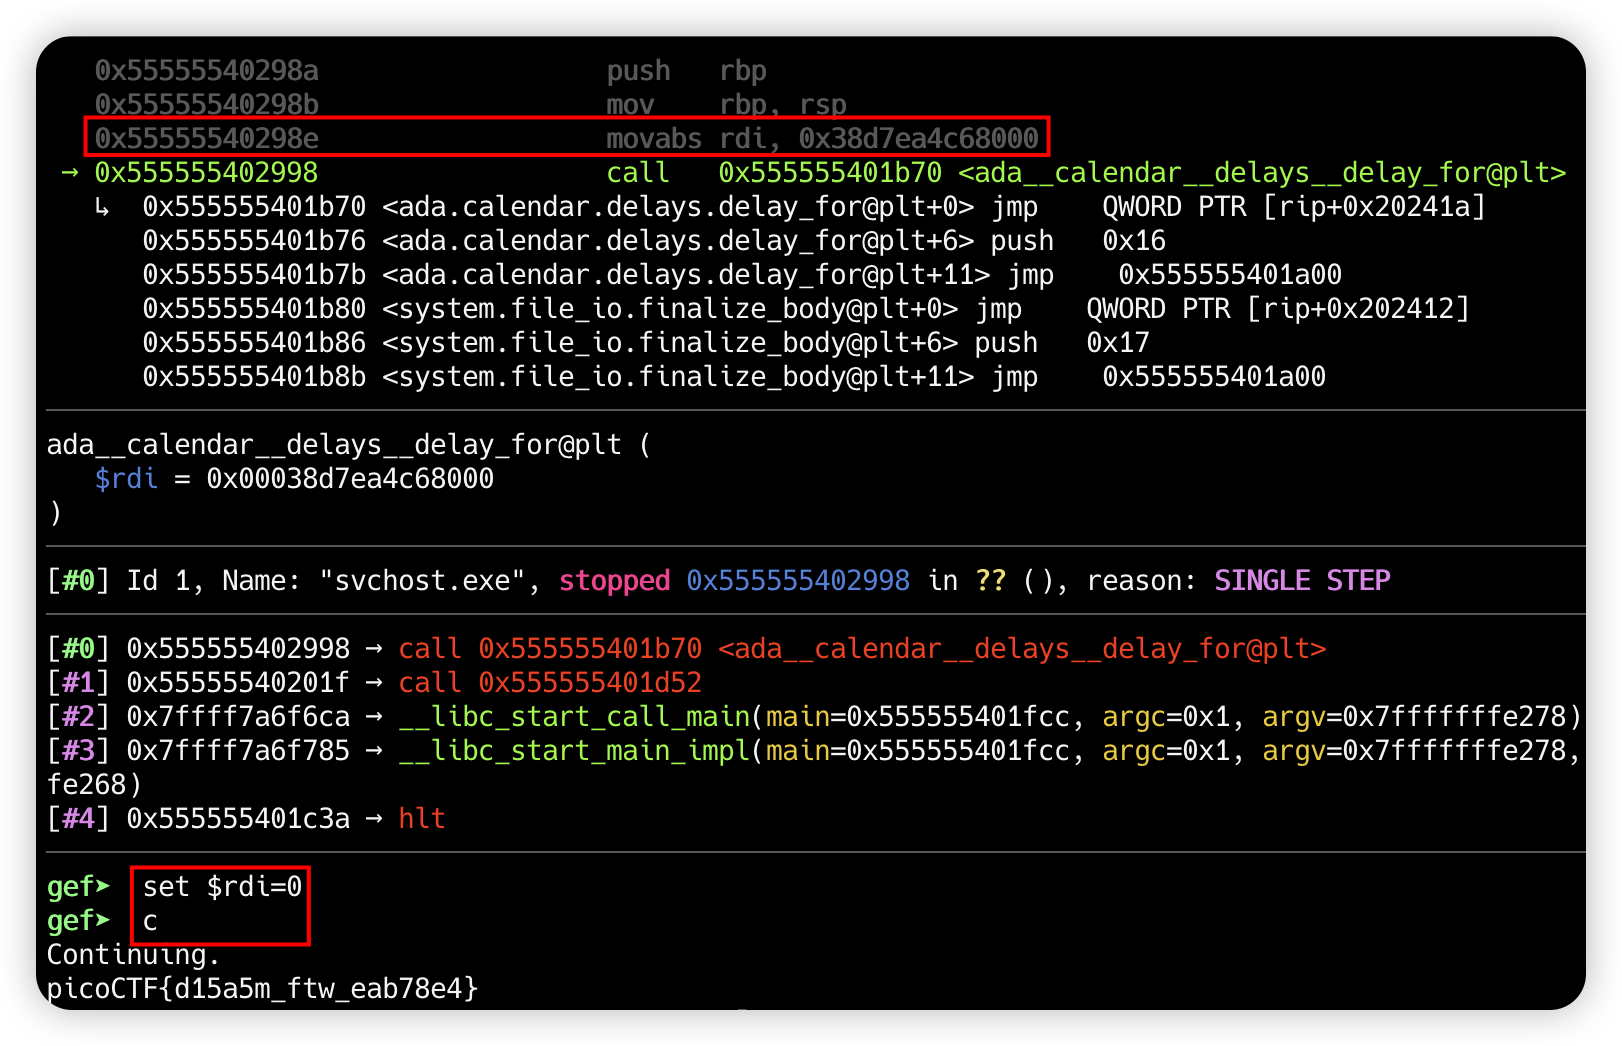 0x55555540298a push rbp
0x55555540298b mov rbp, rsp
0x55555540298e movabs rdi, 0x38d7ea4c68000
→ 0x555555402998 call 0x555555401b70 <ada__calendar__delays__delay_for@plt>
↳ 0x555555401b70 <ada.calendar.delays.delay_for@plt+0> jmp QWORD PTR [rip+0x20241a]
0x555555401b76 <ada.calendar.delays.delay_for@plt+6> push 0x16
0x555555401b7b <ada.calendar.delays.delay_for@plt+11> jmp 0x555555401a00
0x555555401b80 <system.file_io.finalize_body@plt+0> jmp QWORD PTR [rip+0x202412]
0x555555401b86 <system.file_io.finalize_body@plt+6> push 0x17
0x555555401b8b <system.file_io.finalize_body@plt+11> jmp 0x555555401a00
ada__calendar__delays__delay_for@plt (
$rdi = 0x00038d7ea4c68000
)
[#0] Id 1, Name: "svchost.exe", stopped 0x555555402998 in ?? (), reason: SINGLE STEP
[#0] 0x555555402998 → call 0x555555401b70 <ada__calendar__delays__delay_for@plt>
[#1] 0x55555540201f → call 0x555555401d52
[#2] 0x7ffff7a6f6ca → __libc_start_call_main(main=0x555555401fcc, argc=0x1, argv=0x7fffffffe278)
[#3] 0x7ffff7a6f785 → __libc_start_main_impl(main=0x555555401fcc, argc=0x1, argv=0x7fffffffe278,
fe268)
[#4] 0x555555401c3a → hlt
gef➤ set $rdi=0
gef➤ c
Continuing.
picoCTF{d15a5m_ftw_eab78e4}